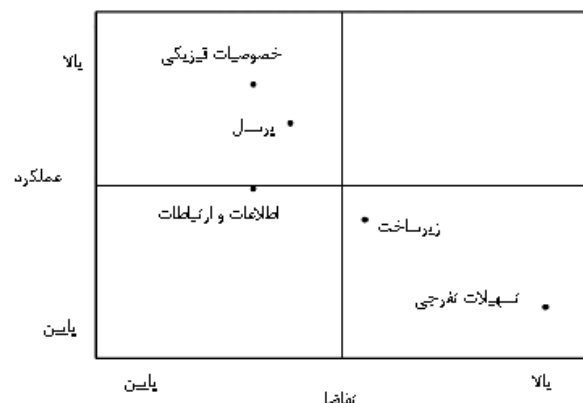 خصوصیات فیزیکی
بالا
پرسنل
عملکرد
اطلاعات و ارتباطات
زیرساخت
تسهیلات تفرجی
پایین
پایین
بالا
تقاضا